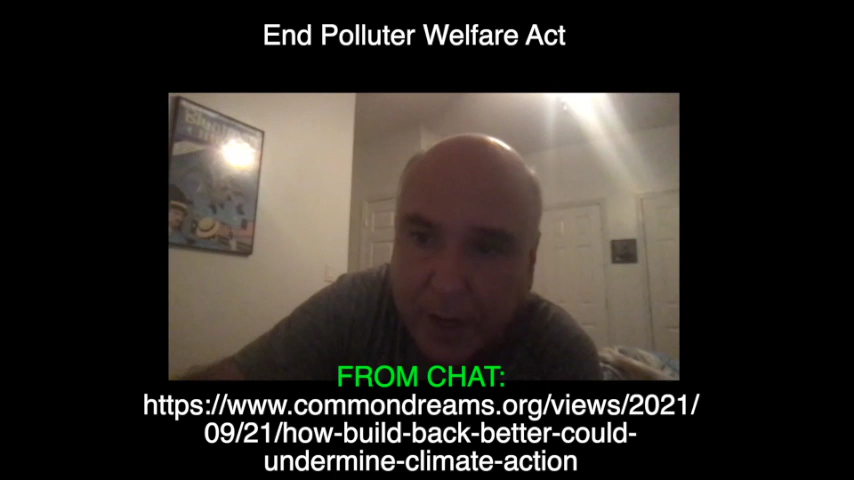 End Polluter Welfare Act
FROM CHAT:
https://www.commondreams.org/views/2021/
09/21/how-build-back-better-could-
undermine-climate-action